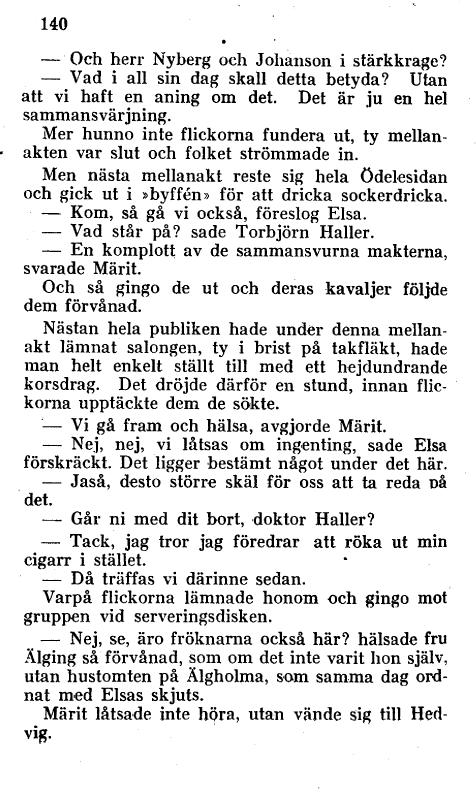 140
— Och herr Nyberg och Johanson i stärkkrage?
— Vad i all sin dag skall detta betyda? Utan
att vi haft en aning om det. Det är ju en hel
sammansvärjning.
Mer hunno inte flickorna fundera ut, ty mellan-
akten var slut och folket strömmade in.
Men nästa mellanakt reste sig hela Ödelesidan
och gick ut i »byffén» för att dricka sockerdricka.
— Kom, så gå vi också, föreslog Elsa.
— Vad står på? sade Torbjörn Haller.
— En komplott av de sammansvurna makterna,
svarade Märit.
Och så gingo de ut och deras kavaljer följde
dem förvånad.
Nästan hela publiken hade under denna mellan-
akt lämnat salongen, ty i brist på takfläkt, hade
man helt enkelt ställt till med ett hejdundrande
korsdrag. Det dröjde därför en stund, innan flic-
korna upptäckte dem de sökte.
— Vi gå fram och hälsa, avgjorde Märit.
— Nej, nej, vi låtsas om ingenting, sade Elsa
förskräckt. Det ligger bestämt något under det här.
— Jaså, desto större skäl för oss att ta reda på
det.
— Går ni med dit bort, doktor Haller?
— Tack, jag tror jag föredrar att röka ut min
cigarr i stället.
— Då träffas vi därinne sedan.
Varpå flickorna lämnade honom och gingo mot
gruppen vid serveringsdisken.
— Nej, se, äro fröknarna också här? hälsade fru
Älging så förvånad, som om det inte varit hon själv,
utan hustomten på Älgholma, som samma dag ord-
nat med Elsas skjuts.
Märit låtsade inte höra, utan vände sig till Hed-
vig.